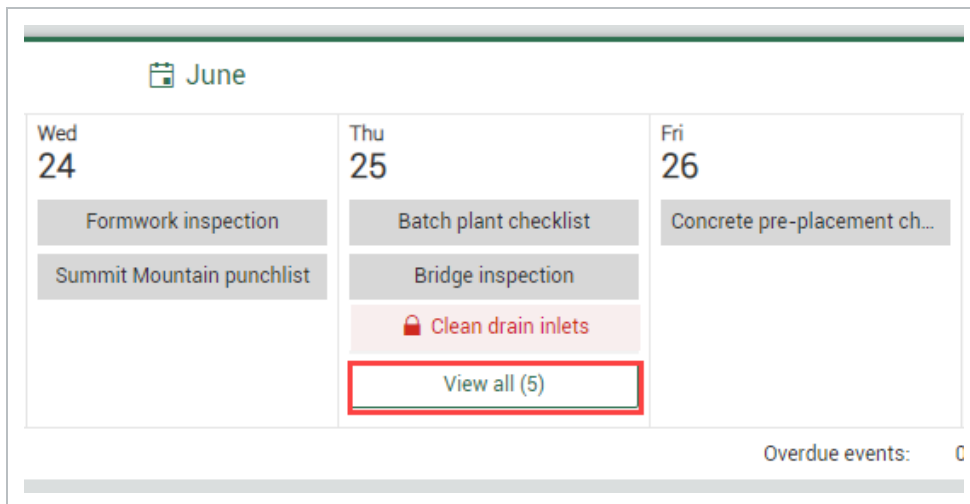 June
Wed
24
Formwork inspection
Summit Mountain punchlist
Thu
25
Batch plant checklist
Bridge inspection
Clean drain inlets
View all (5)
Fri
26
Concrete pre-placement ch...
Overdue events: 0